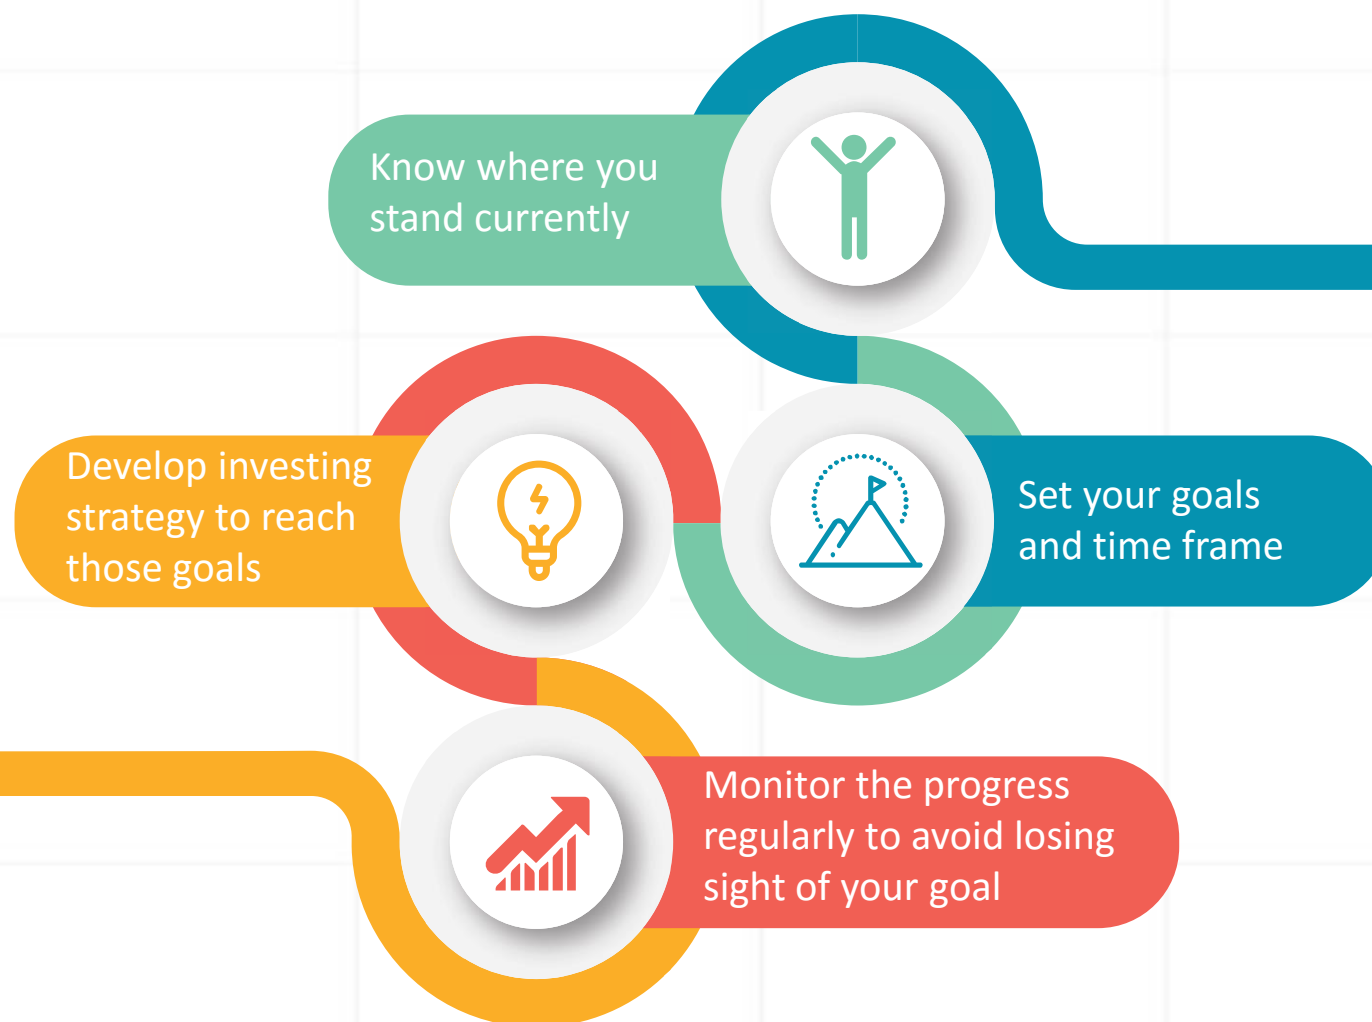 Know where you
stand currently
Set your goals
and time frame
Develop investing
strategy to reach
those goals
Monitor the progress
regularly to avoid losing
sight of your goal